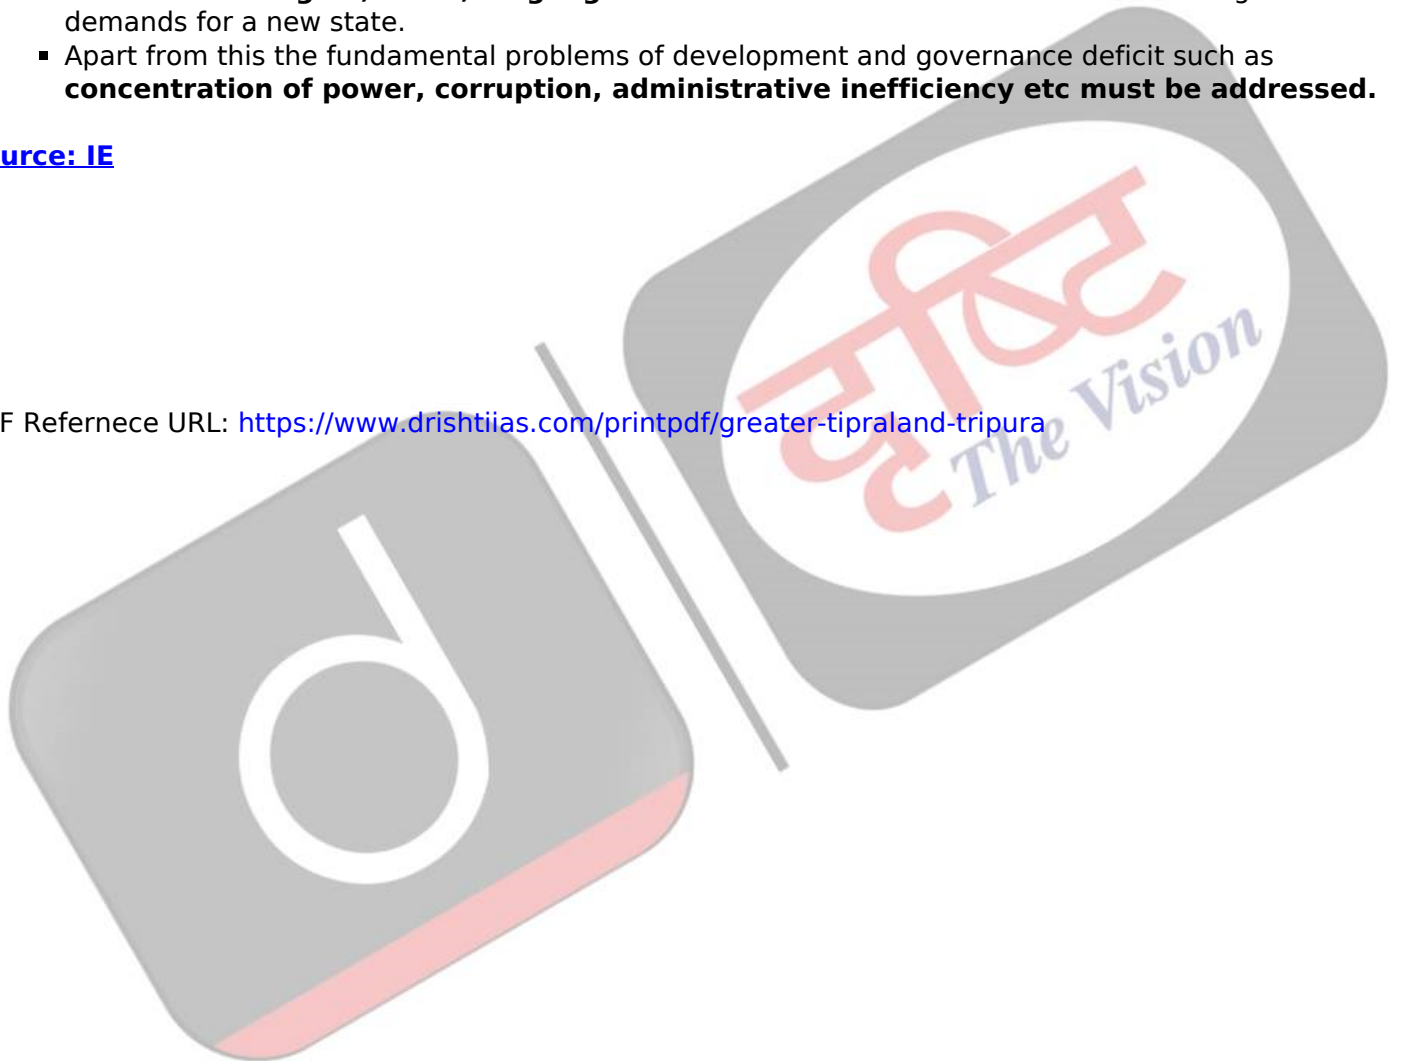 demands for a new state.
▪ Apart from this the fundamental problems of development and governance deficit such as
concentration of power, corruption, administrative inefficiency etc must be addressed.
urce: IE
F Refernece URL: https://www.drishtiias.com/printpdf/greater-tipraland-tripura
दृष्टि
The Vision
d